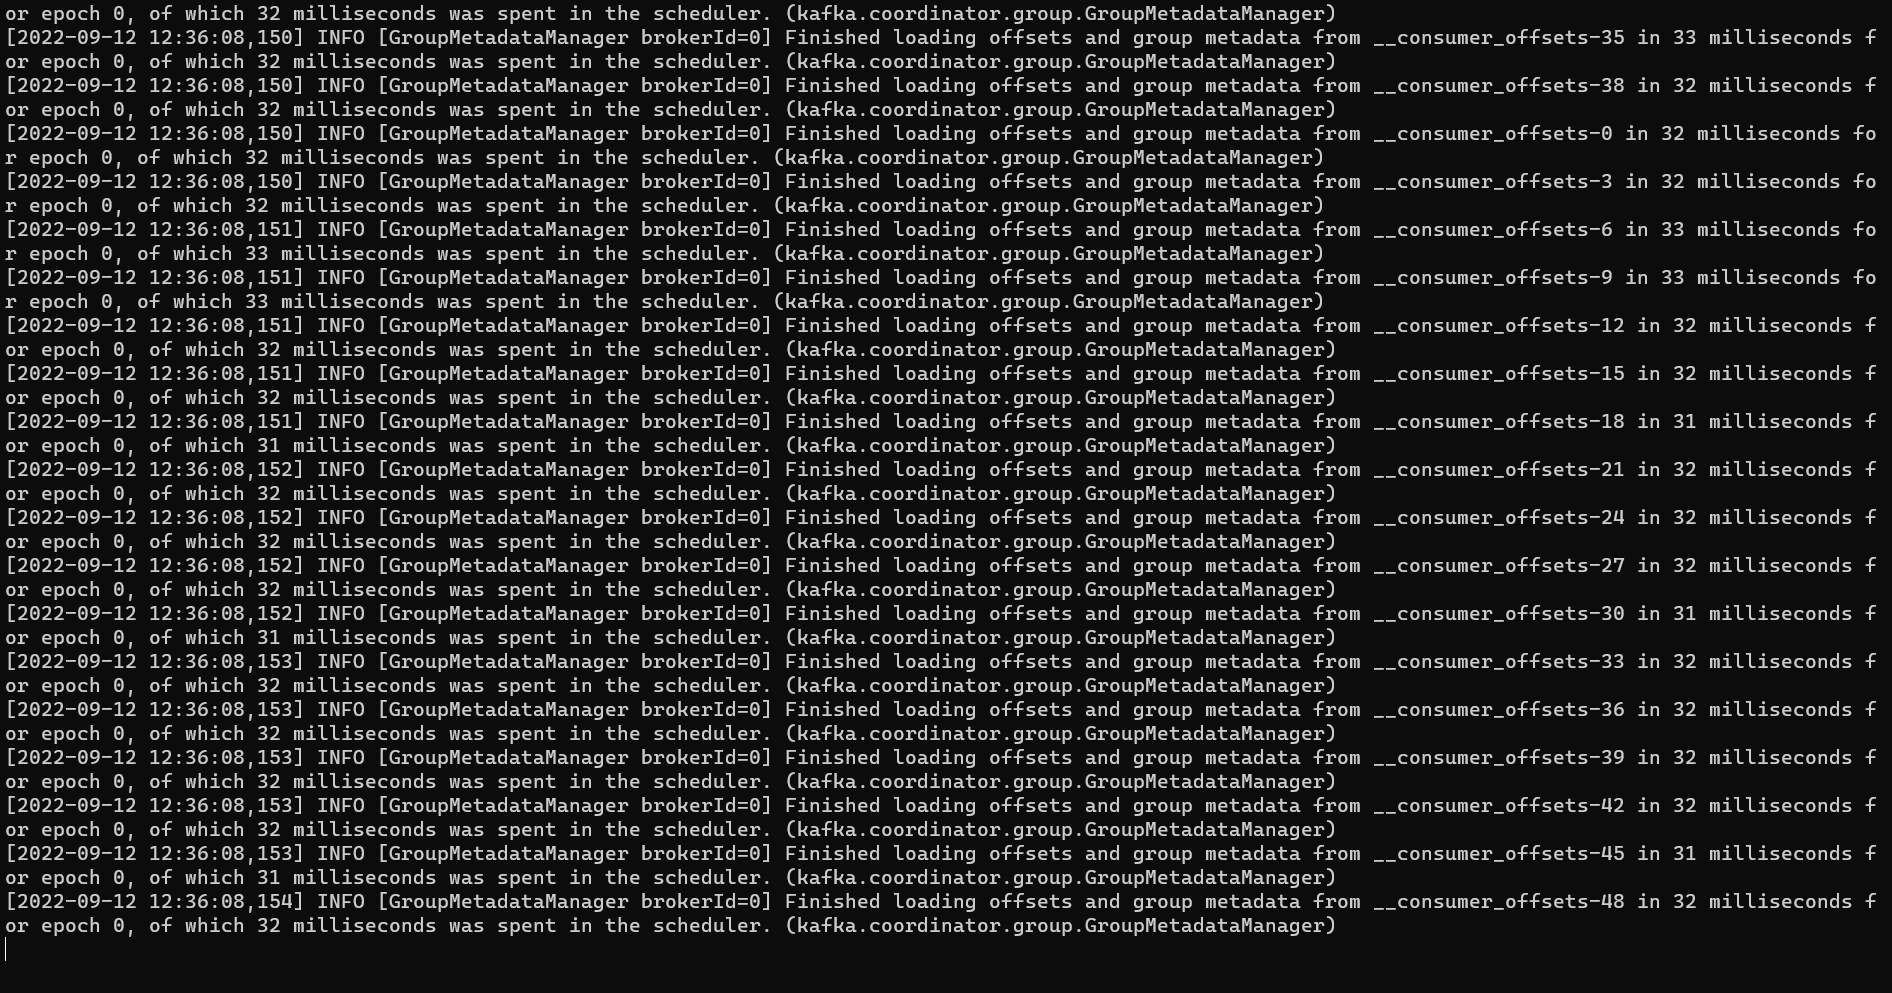 or epoch 0, of which 32 milliseconds was spent in the scheduler. (kafka.coordinator.group.GroupMetadataManager)
[2022-09-12 12:36:08,150] INFO [GroupMetadataManager brokerId=0] Finished loading offsets and group metadata from __consumer_offsets-35 in 33 milliseconds f
or epoch 0, of which 32 milliseconds was spent in the scheduler. (kafka.coordinator.group.GroupMetadataManager)
[2022-09-12 12:36:08,150] INFO [GroupMetadataManager brokerId=0] Finished loading offsets and group metadata from __consumer_offsets-38 in 32 milliseconds f
or epoch 0, of which 32 milliseconds was spent in the scheduler. (kafka.coordinator.group.GroupMetadataManager)
[2022-09-12 12:36:08,150] INFO [GroupMetadataManager brokerId=0] Finished loading offsets and group metadata from __consumer_offsets-0 in 32 milliseconds fo
r epoch 0, of which 32 milliseconds was spent in the scheduler. (kafka.coordinator.group.GroupMetadataManager)
[2022-09-12 12:36:08,150] INFO [GroupMetadataManager brokerId=0] Finished loading offsets and group metadata from __consumer_offsets-3 in 32 milliseconds fo
r epoch 0, of which 32 milliseconds was spent in the scheduler. (kafka.coordinator.group.GroupMetadataManager)
[2022-09-12 12:36:08,151] INFO [GroupMetadataManager brokerId=0] Finished loading offsets and group metadata from __consumer_offsets-6 in 33 milliseconds fo
r epoch 0, of which 33 milliseconds was spent in the scheduler. (kafka.coordinator.group.GroupMetadataManager)
[2022-09-12 12:36:08,151] INFO [GroupMetadataManager brokerId=0] Finished loading offsets and group metadata from __consumer_offsets-9 in 33 milliseconds fo
r epoch 0, of which 33 milliseconds was spent in the scheduler. (kafka.coordinator.group.GroupMetadataManager)
[2022-09-12 12:36:08,151] INFO [GroupMetadataManager brokerId=0] Finished loading offsets and group metadata from __consumer_offsets-12 in 32 milliseconds f
or epoch 0, of which 32 milliseconds was spent in the scheduler. (kafka.coordinator.group.GroupMetadataManager)
[2022-09-12 12:36:08,151] INFO [GroupMetadataManager brokerId=0] Finished loading offsets and group metadata from __consumer_offsets-15 in 32 milliseconds f
or epoch 0, of which 32 milliseconds was spent in the scheduler. (kafka.coordinator.group.GroupMetadataManager)
[2022-09-12 12:36:08,151] INFO [GroupMetadataManager brokerId=0] Finished loading offsets and group metadata from __consumer_offsets-18 in 31 milliseconds f
or epoch 0, of which 31 milliseconds was spent in the scheduler. (kafka.coordinator.group.GroupMetadataManager)
[2022-09-12 12:36:08,152] INFO [GroupMetadataManager brokerId=0] Finished loading offsets and group metadata from __consumer_offsets-21 in 32 milliseconds f
or epoch 0, of which 32 milliseconds was spent in the scheduler. (kafka.coordinator.group.GroupMetadataManager)
[2022-09-12 12:36:08,152] INFO [GroupMetadataManager brokerId=0] Finished loading offsets and group metadata from __consumer_offsets-24 in 32 milliseconds f
or epoch 0, of which 32 milliseconds was spent in the scheduler. (kafka.coordinator.group.GroupMetadataManager)
[2022-09-12 12:36:08,152] INFO [GroupMetadataManager brokerId=0] Finished loading offsets and group metadata from __consumer_offsets-27 in 32 milliseconds f
or epoch 0, of which 32 milliseconds was spent in the scheduler. (kafka.coordinator.group.GroupMetadataManager)
[2022-09-12 12:36:08,152] INFO [GroupMetadataManager brokerId=0] Finished loading offsets and group metadata from __consumer_offsets-30 in 31 milliseconds f
or epoch 0, of which 31 milliseconds was spent in the scheduler. (kafka.coordinator.group.GroupMetadataManager)
[2022-09-12 12:36:08,153] INFO [GroupMetadataManager brokerId=0] Finished loading offsets and group metadata from __consumer_offsets-33 in 32 milliseconds f
or epoch 0, of which 32 milliseconds was spent in the scheduler. (kafka.coordinator.group.GroupMetadataManager)
[2022-09-12 12:36:08,153] INFO [GroupMetadataManager brokerId=0] Finished loading offsets and group metadata from __consumer_offsets-36 in 32 milliseconds f
or epoch 0, of which 32 milliseconds was spent in the scheduler. (kafka.coordinator.group.GroupMetadataManager)
[2022-09-12 12:36:08,153] INFO [GroupMetadataManager brokerId=0] Finished loading offsets and group metadata from __consumer_offsets-39 in 32 milliseconds f
or epoch 0, of which 32 milliseconds was spent in the scheduler. (kafka.coordinator.group.GroupMetadataManager)
[2022-09-12 12:36:08,153] INFO [GroupMetadataManager brokerId=0] Finished loading offsets and group metadata from __consumer_offsets-42 in 32 milliseconds f
or epoch 0, of which 32 milliseconds was spent in the scheduler. (kafka.coordinator.group.GroupMetadataManager)
[2022-09-12 12:36:08,153] INFO [GroupMetadataManager brokerId=0] Finished loading offsets and group metadata from __consumer_offsets-45 in 31 milliseconds f
or epoch 0, of which 31 milliseconds was spent in the scheduler. (kafka.coordinator.group.GroupMetadataManager)
[2022-09-12 12:36:08,154] INFO [GroupMetadataManager brokerId=0] Finished loading offsets and group metadata from __consumer_offsets-48 in 32 milliseconds f
or epoch 0, of which 32 milliseconds was spent in the scheduler. (kafka.coordinator.group.GroupMetadataManager)